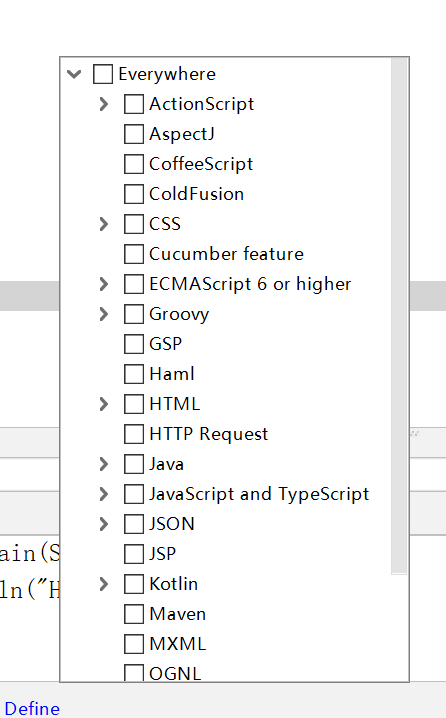 Everywhere
ActionScript
AspectJ
CoffeeScript
ColdFusion
CSS
Cucumber feature
ECMAScript 6 or higher
Groovy
GSP
Haml
HTML
HTTP Request
Java
JavaScript and TypeScript
JSON
ain(S
JSP
ln("H
Kotlin
Maven
MXML
OGNL
Define